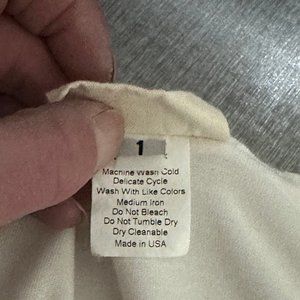 1
Machine Wash Cold
Delicate Cycle
Wash With Like Colors
Medium Iron
Do Not Bleach
Do Not Tumble Dry
Dry Cleanable
Made in USA